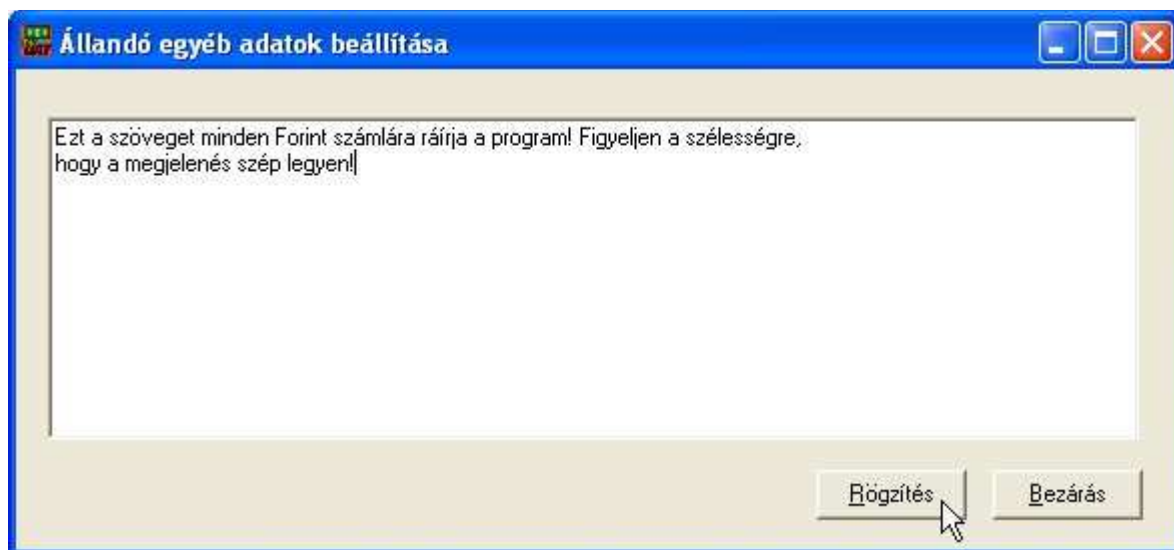 Állandó egyéb adatok beállítása
Ezt a szöveget minden Forint számlára ráírja a program! Figyeljen a szélességre,
hogy a megjelenés szép legyen!
Rögzítés
Bezárás